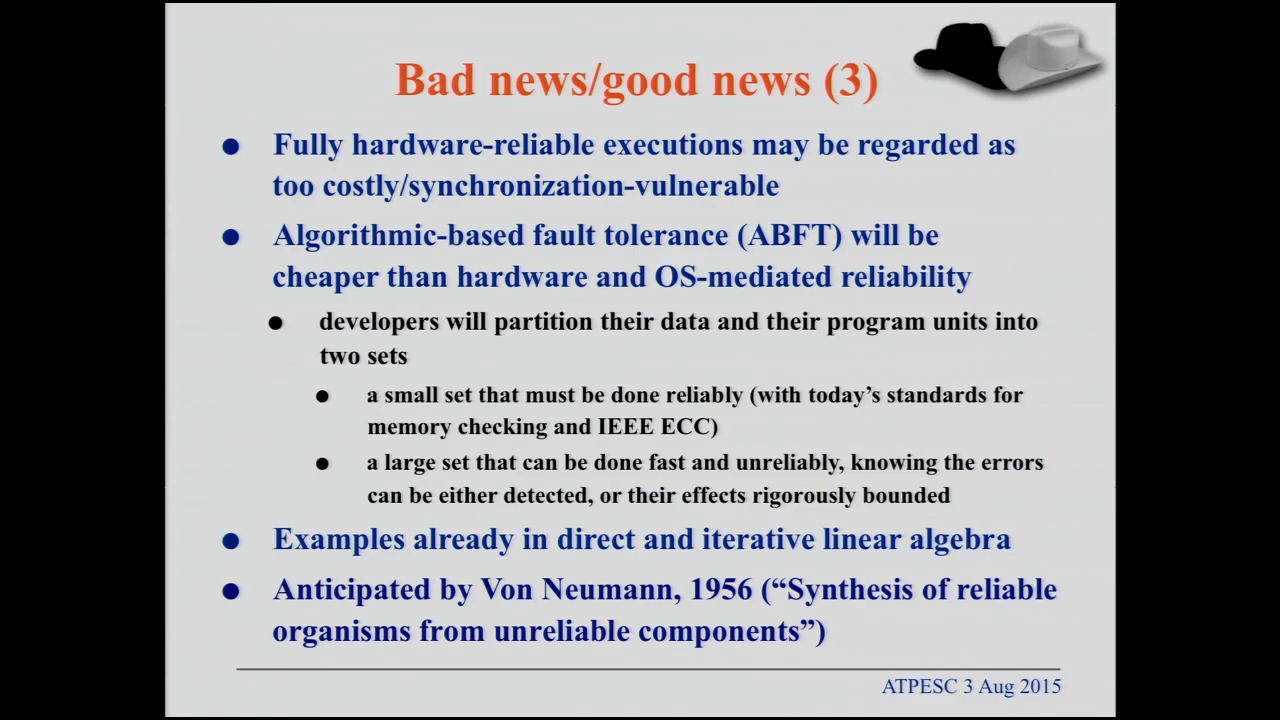 Bad news/good news (3)
Fully hardware-reliable executions may be regarded as
too costly/synchronization-vulnerable
Algorithmic-based fault tolerance (ABFT) will be
cheaper than hardware and OS-mediated reliability
developers will partition their data and their program units into
two sets
a small set that must be done reliably (with today’s standards for
memory checking and IEEE ECC)
a large set that can be done fast and unreliably, knowing the errors
can be either detected, or their effects rigorously bounded
Examples already in direct and iterative linear algebra
Anticipated by Von Neumann, 1956 (“Synthesis of reliable
organisms from unreliable components”)
ATPESC 3 Aug 2015